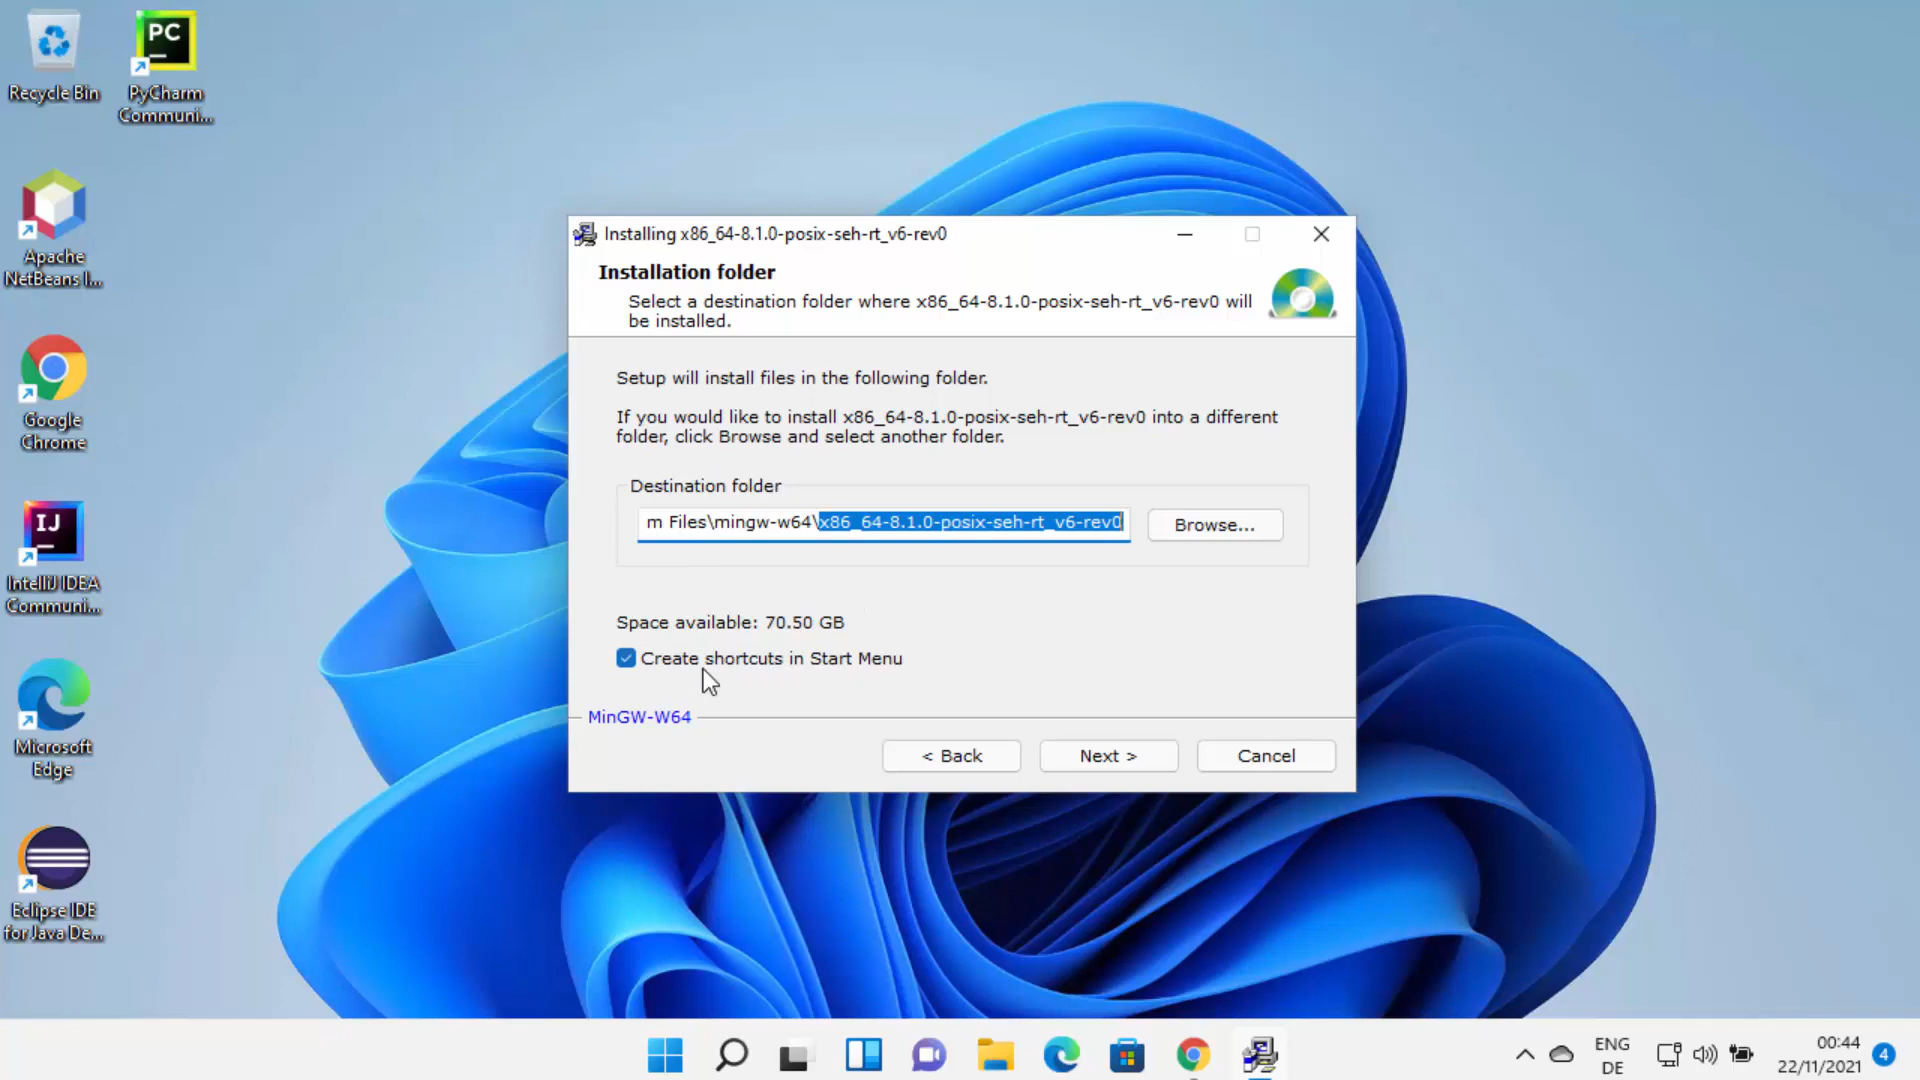 Recycle Bin
PC
PyCharm
Communi...
Apache
NetBeans I...
Google
Chrome
IJ
IntelliJ IDEA
Communi...
Microsoft
Edge
Eclipse IDE
for Java De...
Installing x86_64-8.1.0-posix-seh-rt_v6-rev0
Installation folder
Select a destination folder where x86_64-8.1.0-posix-seh-rt_v6-rev0 will
be installed.
Setup will install files in the following folder.
If you would like to install x86_64-8.1.0-posix-seh-rt_v6-rev0 into a different
folder, click Browse and select another folder.
Destination folder
m Files\mingw-w64\x86_64-8.1.0-posix-seh-rt_v6-rev0
Browse...
Space available: 70.50 GB
Create shortcuts in Start Menu
MinGW-W64
< Back
Next >
Cancel
ENG
DE
00:44
22/11/2021
4